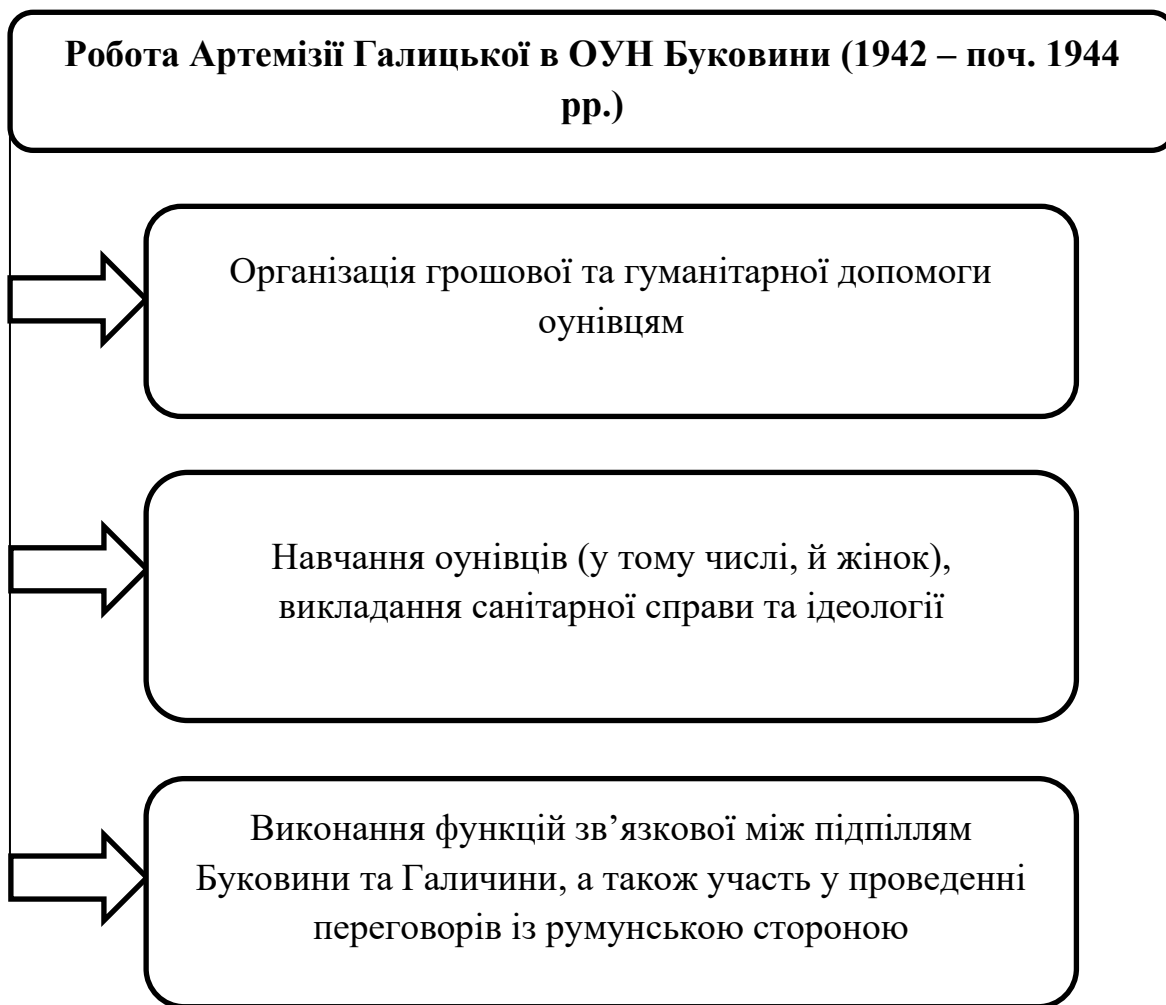 Робота Артемізії Галицької в ОУН Буковини (1942 – поч. 1944
рр.)
Організація грошової та гуманітарної допомоги
оунівцям
Навчання оунівців (у тому числі, й жінок),
викладання санітарної справи та ідеології
Виконання функцій зв’язкової між підпіллям
Буковини та Галичини, а також участь у проведенні
переговорів із румунською стороною